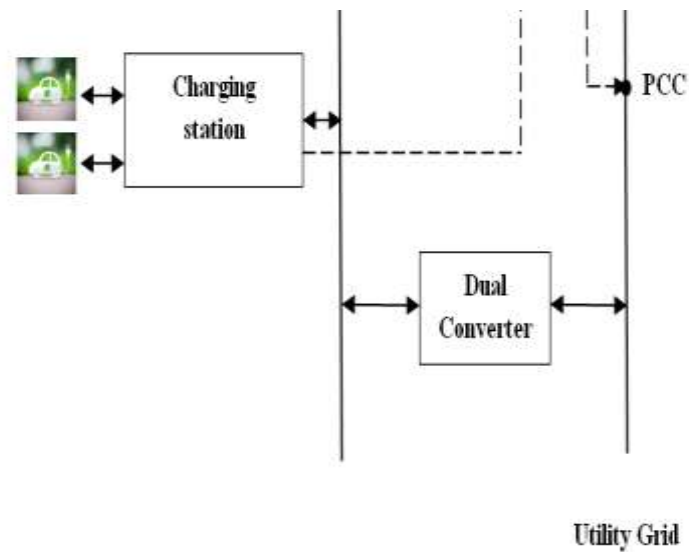 Charging
station
PCC
Dual
Converter
Utility Grid